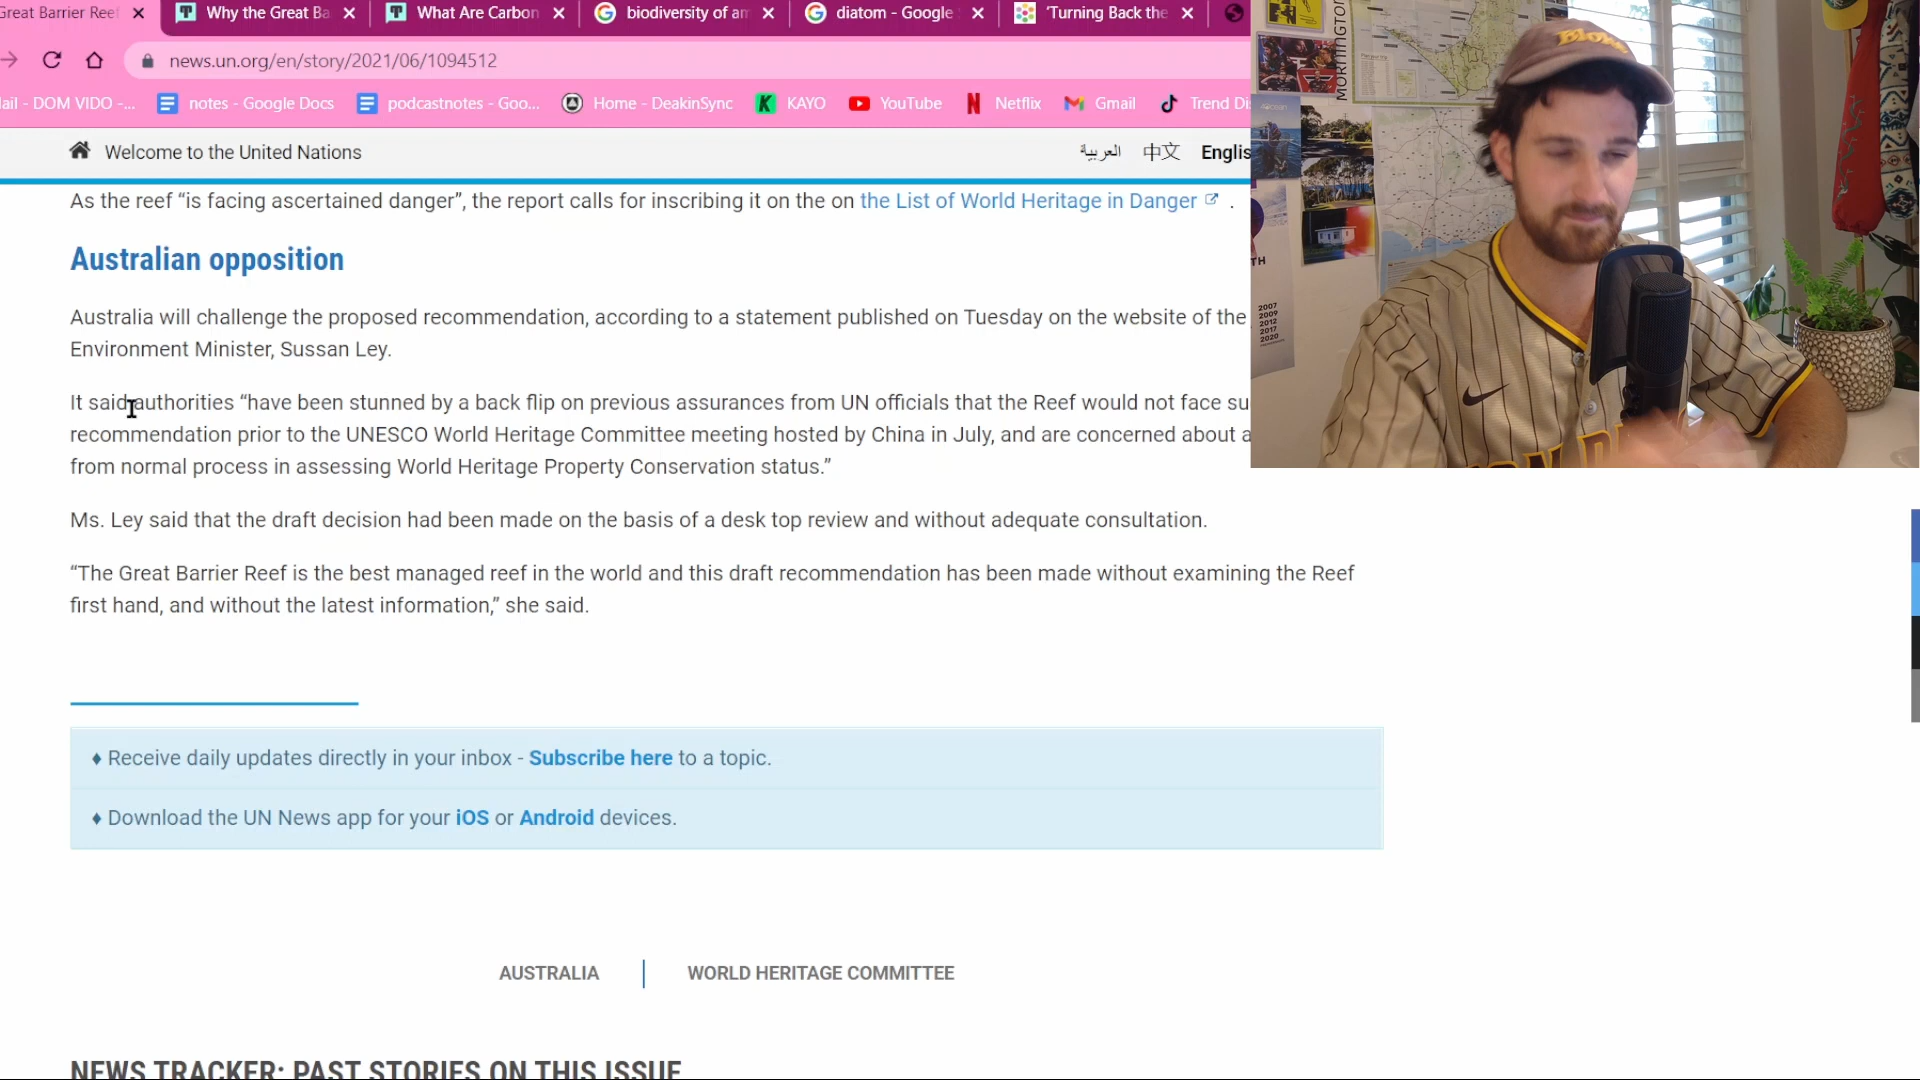 Great Barrier Ree
Why the Great Ba
What Are Carbon
biodiversity of am
diatom - Google
'Turning Back the
news.un.org/en/story/2021/06/1094512
ail - DOM VIDO -...
notes - Google Docs
podcastnotes - Goo...
Home - DeakinSync
KAYO
YouTube
Netflix
Gmail
Trend Di
Welcome to the United Nations
العربية
中文
Englis
As the reef “is facing ascertained danger”, the report calls for inscribing it on the on the List of World Heritage in Danger .
Australian opposition
Australia will challenge the proposed recommendation, according to a statement published on Tuesday on the website of the
Environment Minister, Sussan Ley.
It said authorities “have been stunned by a back flip on previous assurances from UN officials that the Reef would not face su
recommendation prior to the UNESCO World Heritage Committee meeting hosted by China in July, and are concerned about a
from normal process in assessing World Heritage Property Conservation status.”
Ms. Ley said that the draft decision had been made on the basis of a desk top review and without adequate consultation.
“The Great Barrier Reef is the best managed reef in the world and this draft recommendation has been made without examining the Reef
first hand, and without the latest information,” she said.
♦ Receive daily updates directly in your inbox - Subscribe here to a topic.
♦ Download the UN News app for your iOS or Android devices.
AUSTRALIA
WORLD HERITAGE COMMITTEE
NEWS TRACKER: PAST STORIES ON THIS ISSUE
MORNINGTON
TH
2007
2009
2012
2017
2020